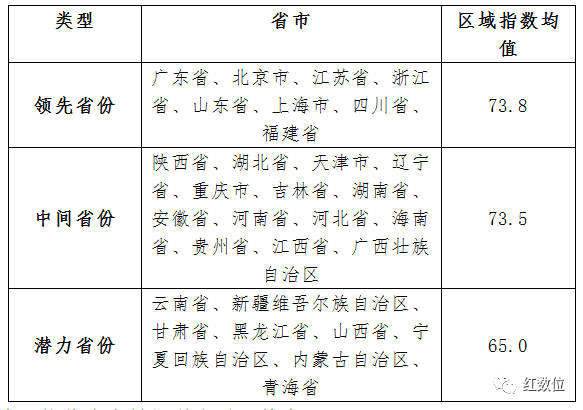 类型
省市
区域指数均
值
领先省份
广东省、北京市、江苏省、浙江
省、山东省、上海市、四川省、
福建省
73.8
中间省份
陕西省、湖北省、天津市、辽宁
省、重庆市、吉林省、湖南省、
安徽省、河南省、河北省、海南
省、贵州省、江西省、广西壮族
自治区
73.5
潜力省份
云南省、新疆维吾尔族自治区、
甘肃省、黑龙江省、山西省、宁
夏回族自治区、内蒙古自治区、
青海省
65.0
红数位